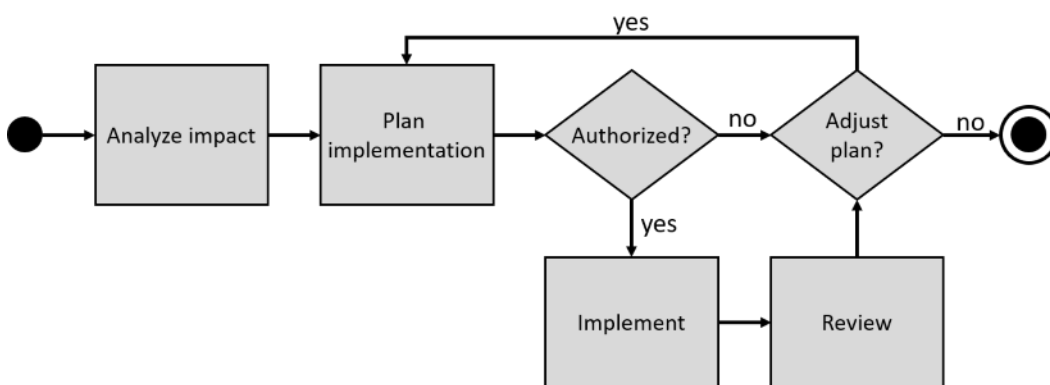 yes
Analyze impact
Plan
implementation
Authorized?
no
Adjust
plan?
no
yes
Implement
Review